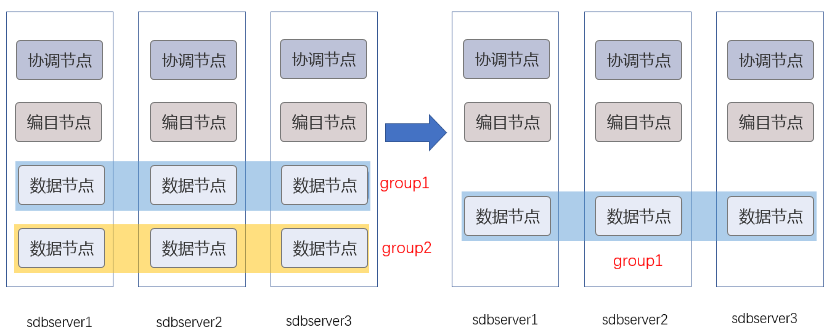 协调节点 协调节点 协调节点
编目节点 编目节点 编目节点
数据节点 数据节点 数据节点 group1
数据节点 数据节点 数据节点 group2
sdbserver1 sdbserver2 sdbserver3
协调节点 协调节点 协调节点
编目节点 编目节点 编目节点
数据节点 数据节点 数据节点
group1
sdbserver1 sdbserver2 sdbserver3